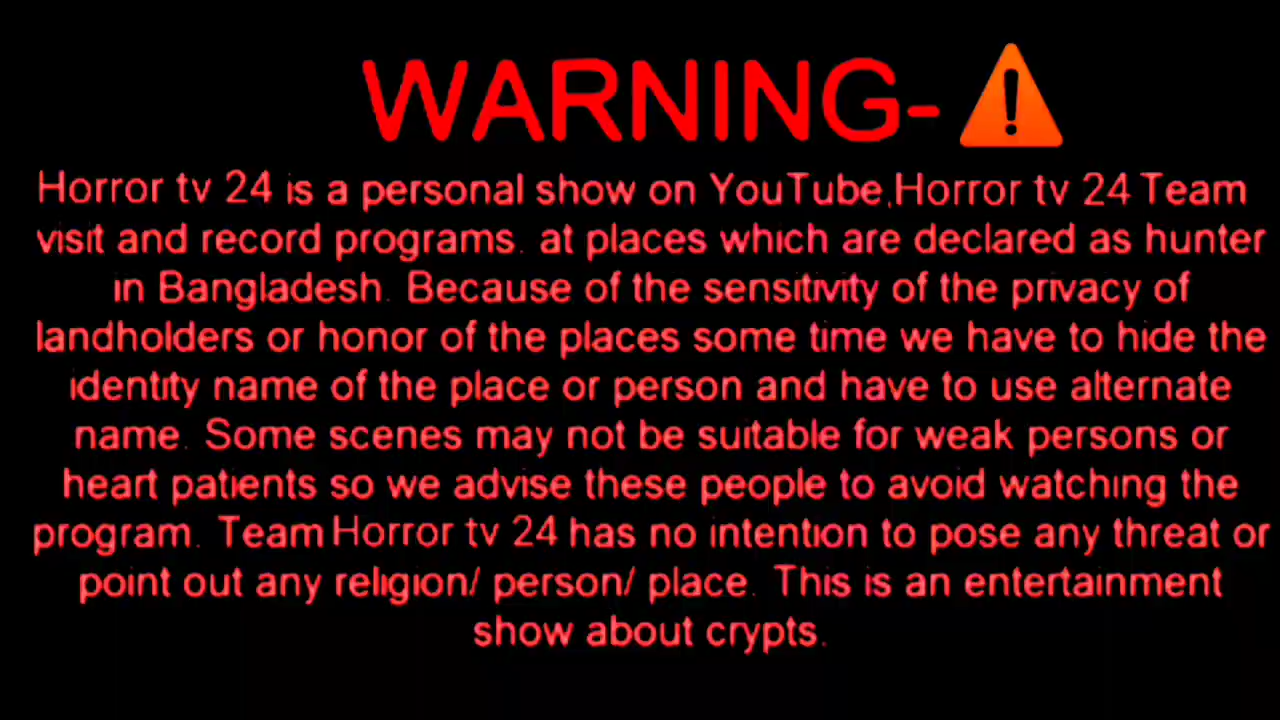 WARNING- ⚠
Horror tv 24 is a personal show on YouTube,Horror tv 24 Team
visit and record programs. at places which are declared as hunter
in Bangladesh. Because of the sensitivity of the privacy of
landholders or honor of the places some time we have to hide the
identity name of the place or person and have to use alternate
name. Some scenes may not be suitable for weak persons or
heart patients so we advise these people to avoid watching the
program. Team Horror tv 24 has no intention to pose any threat or
point out any religion/ person/ place. This is an entertainment
show about crypts.